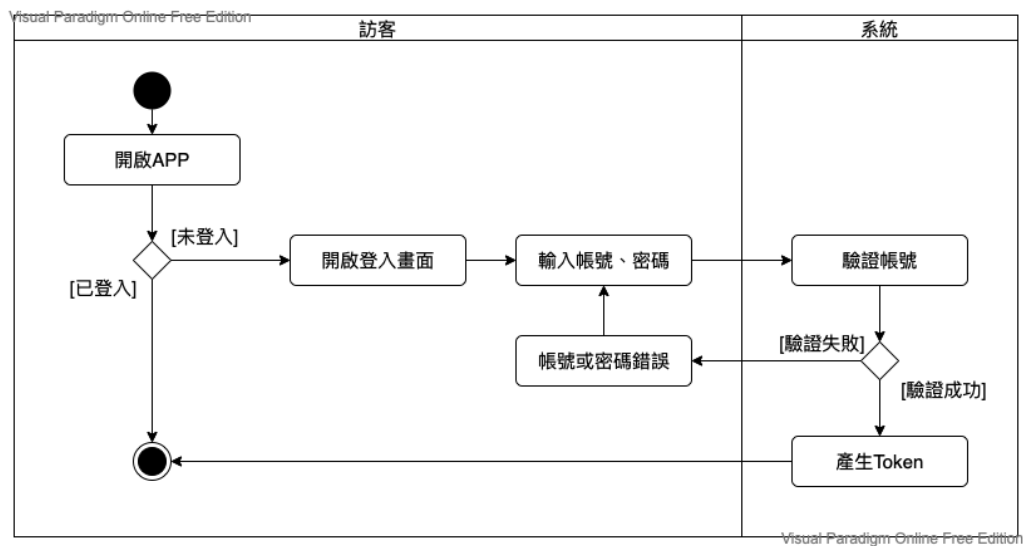 Visual Paradigm Online Free Edition
訪客
系統
開啟APP
[未登入]
[已登入]
開啟登入畫面
輸入帳號、密碼
驗證帳號
[驗證失敗]
帳號或密碼錯誤
[驗證成功]
產生Token
Visual Paradigm Online Free Edition